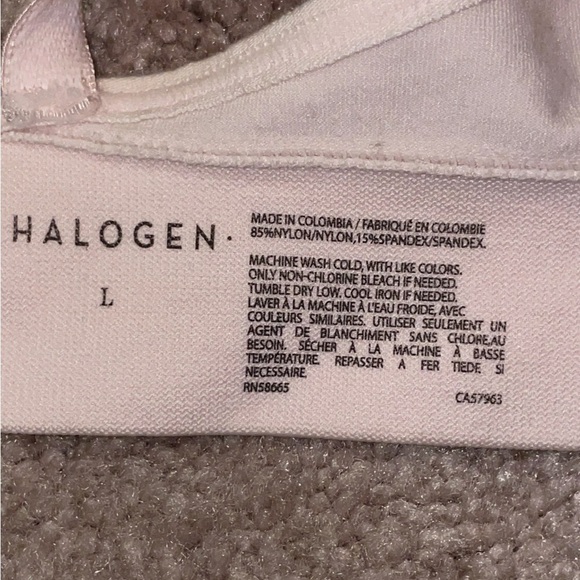 HALOGEN.
L
MADE IN COLOMBIA / FABRIQUÉ EN COLOMBIE
85%NYLON/NYLON,15%SPANDEX/SPANDEX.
MACHINE WASH COLD, WITH LIKE COLORS.
ONLY NON-CHLORINE BLEACH IF NEEDED.
TUMBLE DRY LOW. COOL IRON IF NEEDED.
LAVER À LA MACHINE À L'EAU FROIDE, AVEC
COULEURS SIMILAIRES. UTILISER SEULEMENT UN
AGENT DE BLANCHIMENT SANS CHLORE,AU
BESOIN. SÉCHER À LA MACHINE À BASSE
TEMPÉRATURE. REPASSER A FER TIEDE SI
NECESSAIRE.
RN58665 CA57963